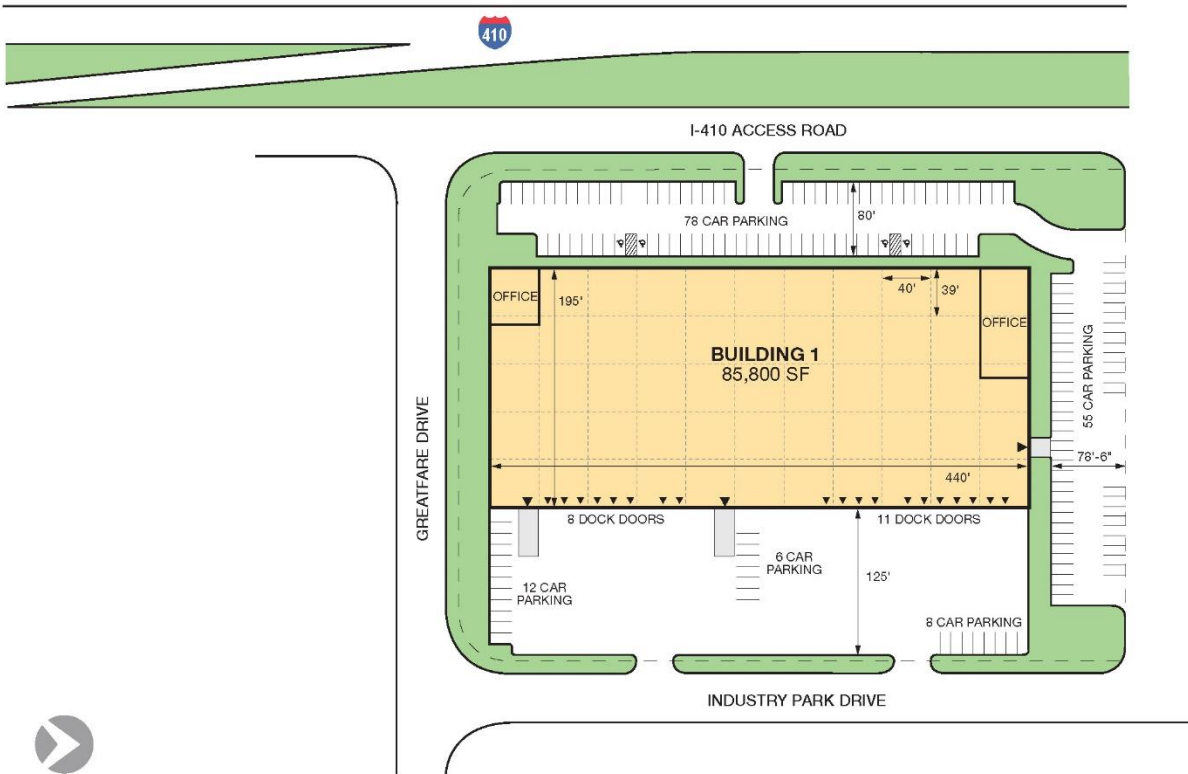 410
I-410 ACCESS ROAD
78 CAR PARKING
80'
OFFICE
195'
40'
39'
OFFICE
BUILDING 1
85,800 SF
55 CAR PARKING
GREATFARE DRIVE
440'
78'-6"
8 DOCK DOORS
11 DOCK DOORS
6 CAR
PARKING
125'
12 CAR
PARKING
8 CAR PARKING
INDUSTRY PARK DRIVE